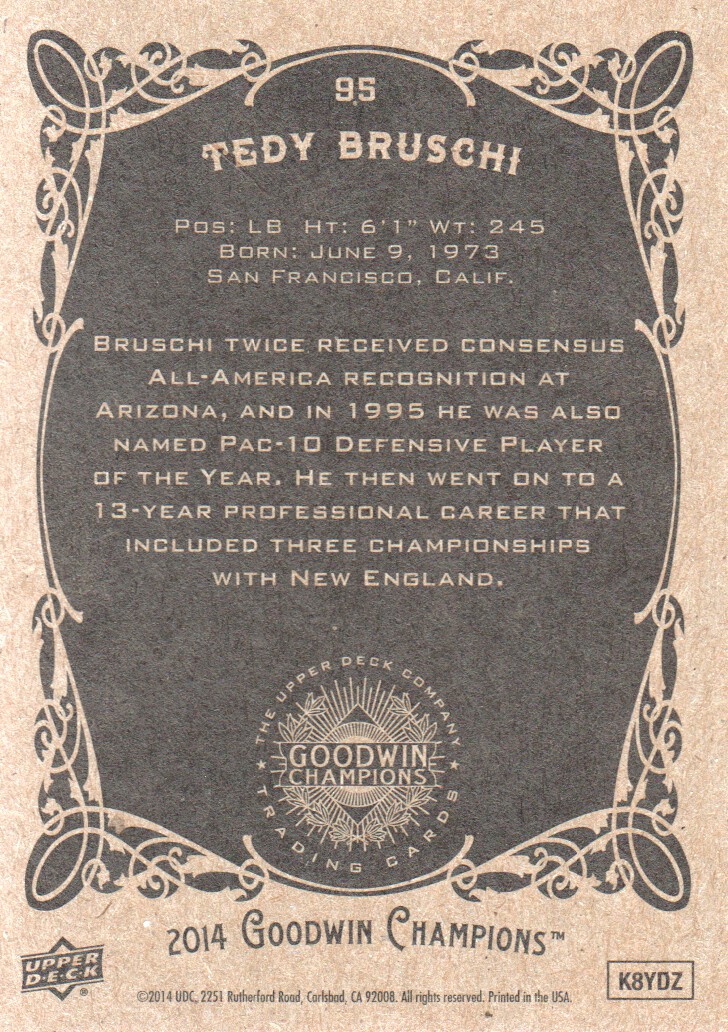 95
TEDY BRUSCHI
POS: LB HT: 6'1" WT: 245
BORN: JUNE 9, 1973
SAN FRANCISCO, CALIF.
BRUSCHI TWICE RECEIVED CONSENSUS
ALL-AMERICA RECOGNITION AT
ARIZONA, AND IN 1995 HE WAS ALSO
NAMED PAC-10 DEFENSIVE PLAYER
OF THE YEAR. HE THEN WENT ON TO A
13-YEAR PROFESSIONAL CAREER THAT
INCLUDED THREE CHAMPIONSHIPS
WITH NEW ENGLAND.
THE UPPER DECK COMPANY
GOODWIN
CHAMPIONS
★ TRADING CARDS ★
2014 GOODWIN CHAMPIONS™
UPPER
D·E·C·K®
©2014 UDC, 2251 Rutherford Road, Carlsbad, CA 92008. All rights reserved. Printed in the USA.
K8YDZ